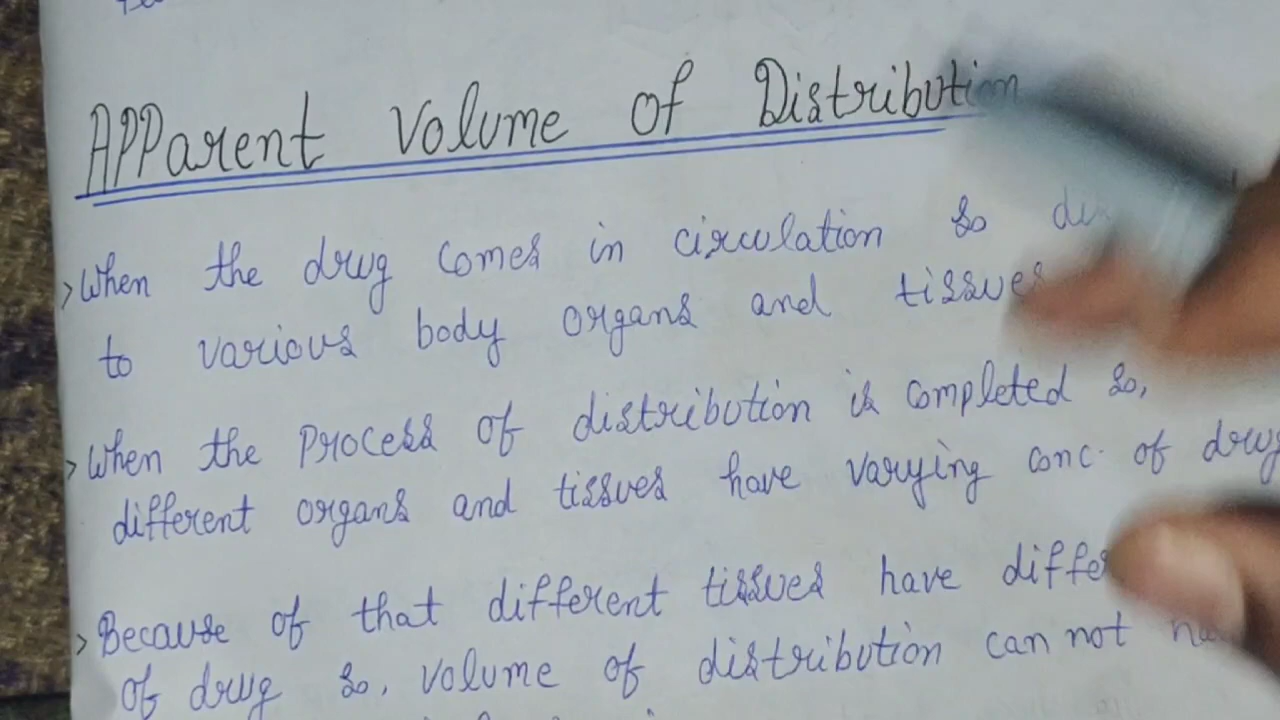 APParent Volume of Distribution
> When the drug comes in circulation so
to various body organs and tissues
> When the Process of distribution is completed so,
different organs and tissues have varying conc. of drug
> Because of that different tissues have
of drug so, volume of distribution can not